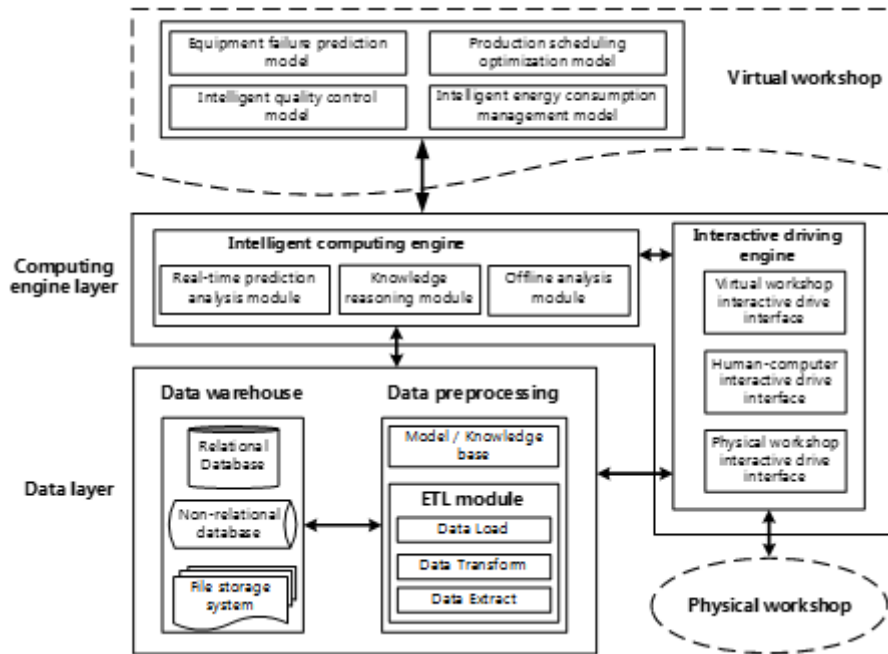 Equipment failure prediction
model
Production scheduling
optimization model
Intelligent quality control
model
Intelligent energy consumption
management model
Virtual workshop
Computing
engine layer
Intelligent computing engine
Real-time prediction
analysis module
Knowledge
reasoning module
Offline analysis
module
Interactive driving
engine
Virtual workshop
interactive drive
interface
Human-computer
interactive drive
interface
Physical workshop
interactive drive
interface
Data layer
Data warehouse
Relational
Database
Non-relational
database
File storage
system
Data preprocessing
Model / Knowledge
base
ETL module
Data Load
Data Transform
Data Extract
Physical workshop